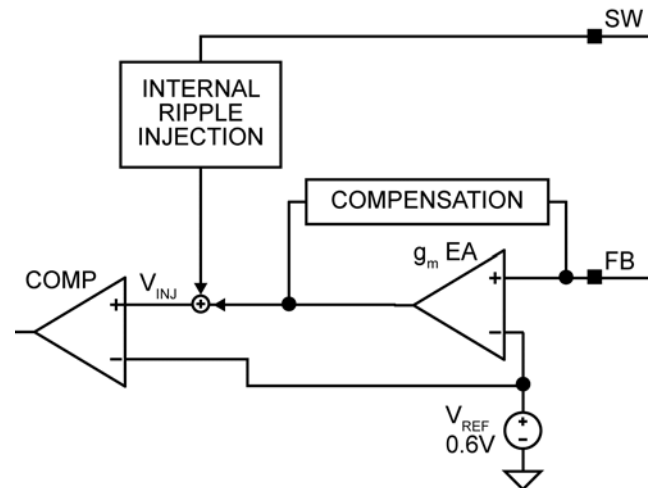 SW
INTERNAL
RIPPLE
INJECTION
COMPENSATION
gm EA
FB
COMP
VINJ
+
+
+
−
−
VREF
0.6V
+
−